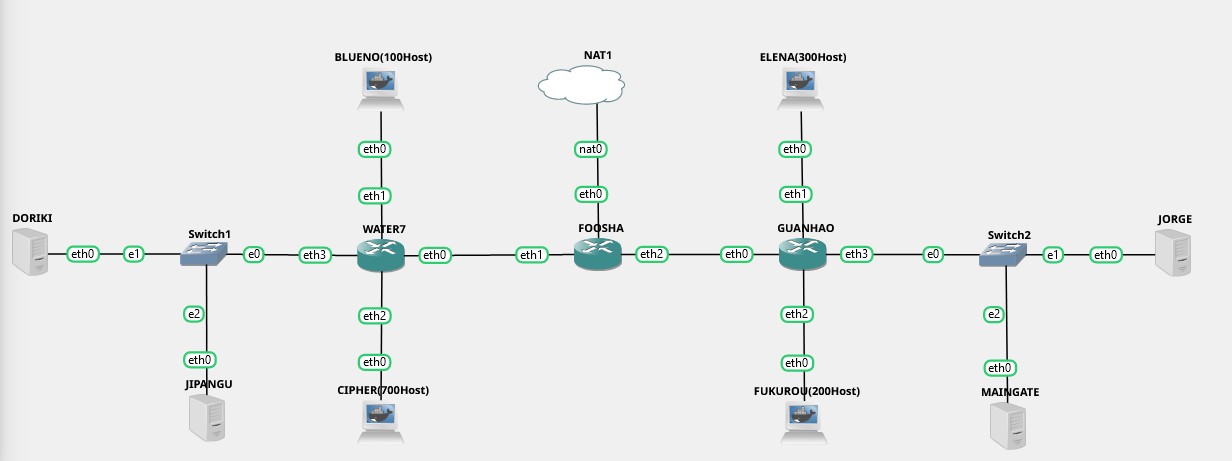 BLUENO(100Host)
NAT1
ELENA(300Host)
eth0
nat0
eth0
eth1
eth0
eth1
DORIKI
Switch1
WATER7
FOOSHA
GUANHAO
Switch2
JORGE
eth0
e1
e0
eth3
eth0
eth1
eth2
eth0
eth3
e0
e1
eth0
e2
eth2
eth2
e2
eth0
eth0
eth0
eth0
JIPANGU
CIPHER(700Host)
FUKUROU(200Host)
MAINGATE